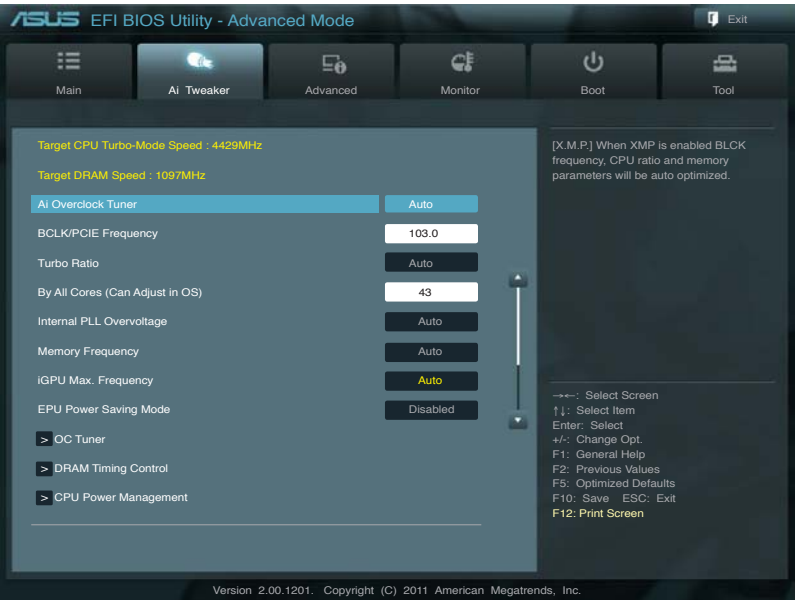 ASUS EFI BIOS Utility - Advanced Mode
Exit
Main
Ai Tweaker
Advanced
Monitor
Boot
Tool
Target CPU Turbo-Mode Speed : 4429MHz
Target DRAM Speed : 1097MHz
Ai Overclock Tuner Auto
BCLK/PCIE Frequency 103.0
Turbo Ratio Auto
By All Cores (Can Adjust in OS) 43
Internal PLL Overvoltage Auto
Memory Frequency Auto
iGPU Max. Frequency Auto
EPU Power Saving Mode Disabled
> OC Tuner
> DRAM Timing Control
> CPU Power Management
[X.M.P.] When XMP is enabled BLCK
frequency, CPU ratio and memory
parameters will be auto optimized.
→←: Select Screen
↑↓: Select Item
Enter: Select
+/-: Change Opt.
F1: General Help
F2: Previous Values
F5: Optimized Defaults
F10: Save ESC: Exit
F12: Print Screen
Version 2.00.1201. Copyright (C) 2011 American Megatrends, Inc.